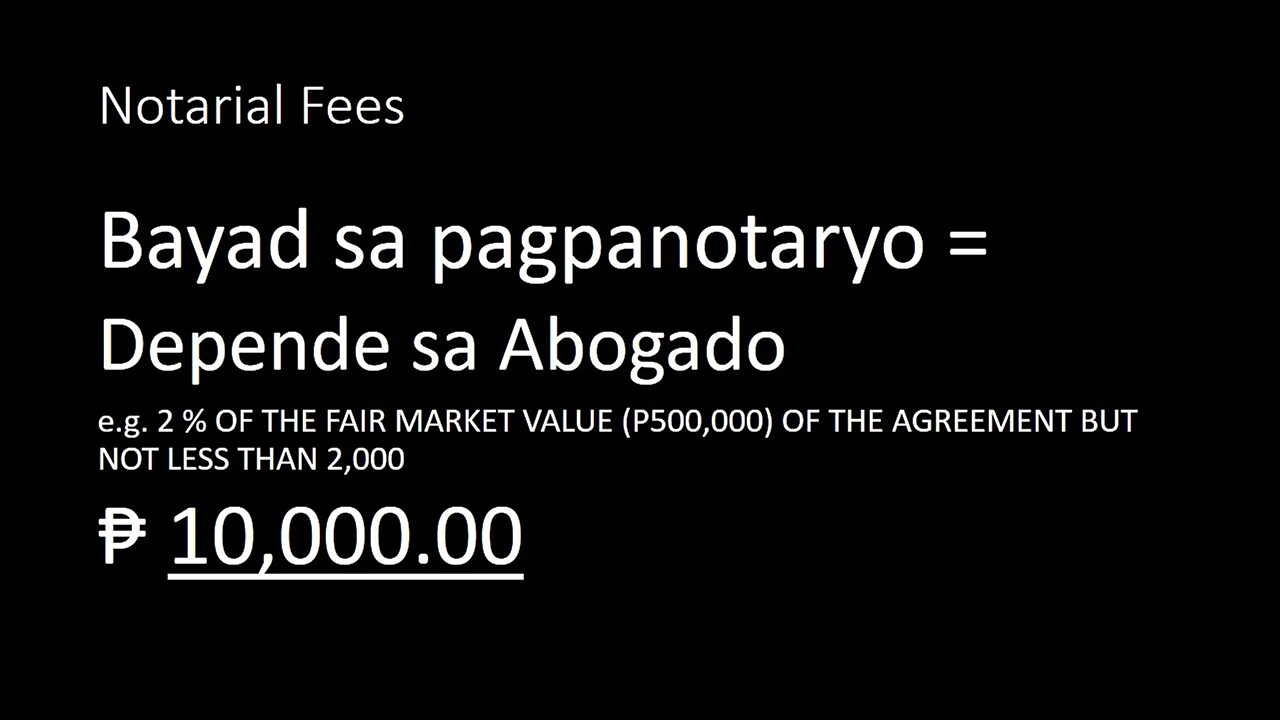 Notarial Fees
Bayad sa pagpanotaryo =
Depende sa Abogado
e.g. 2 % OF THE FAIR MARKET VALUE (P500,000) OF THE AGREEMENT BUT
NOT LESS THAN 2,000
₱ 10,000.00